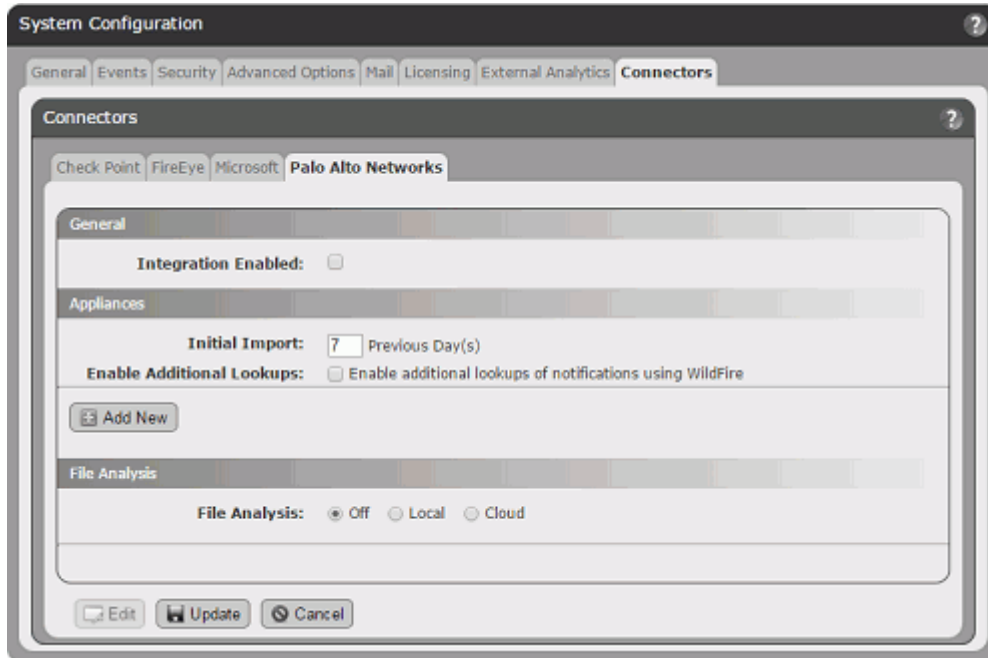 System Configuration ?
General Events Security Advanced Options Mail Licensing External Analytics Connectors
Connectors ?
Check Point FireEye Microsoft Palo Alto Networks
General
Integration Enabled:
Appliances
Initial Import: 7 Previous Day(s)
Enable Additional Lookups: Enable additional lookups of notifications using WildFire
Add New
File Analysis
File Analysis: Off Local Cloud
Edit Update Cancel